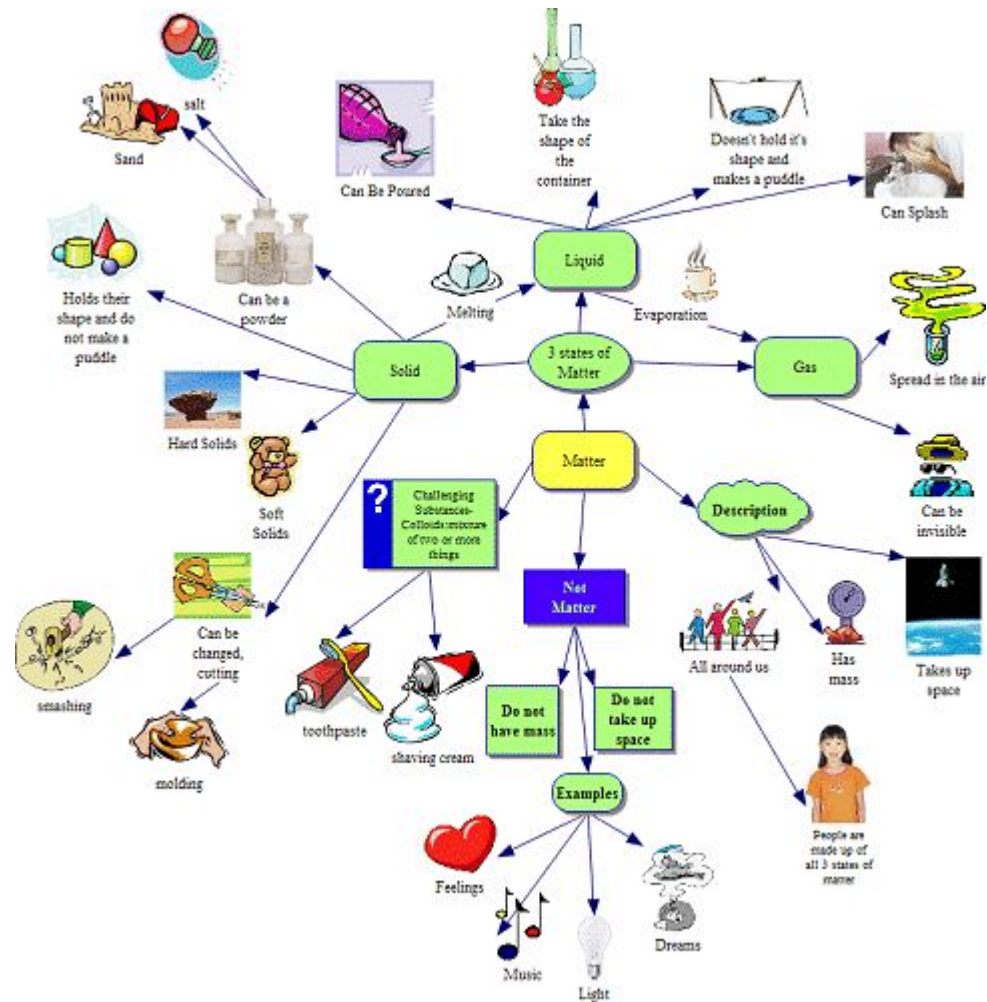 salt
Sand
Can Be Poured
Take the
shape of
the
container
Doesn't hold it's
shape and
makes a puddle
Can Splash
Holds their
shape and do
not make a
puddle
Can be a
powder
Melting
Liquid
Evaporation
Solid
3 states of
Matter
Gas
Spread in the air
Hard Solids
Soft
Solids
Matter
?
Challenging
Substances-
Colloids:mixture
of two or more
things
Description
Can be
invisible
Not
Matter
Can be
changed,
cutting
smashing
molding
toothpaste
shaving cream
Do not
have mass
Do not
take up
space
All around us
Has
mass
Takes up
space
Examples
People are
made up of
all 3 states of
matter
Feelings
Music
Light
Dreams